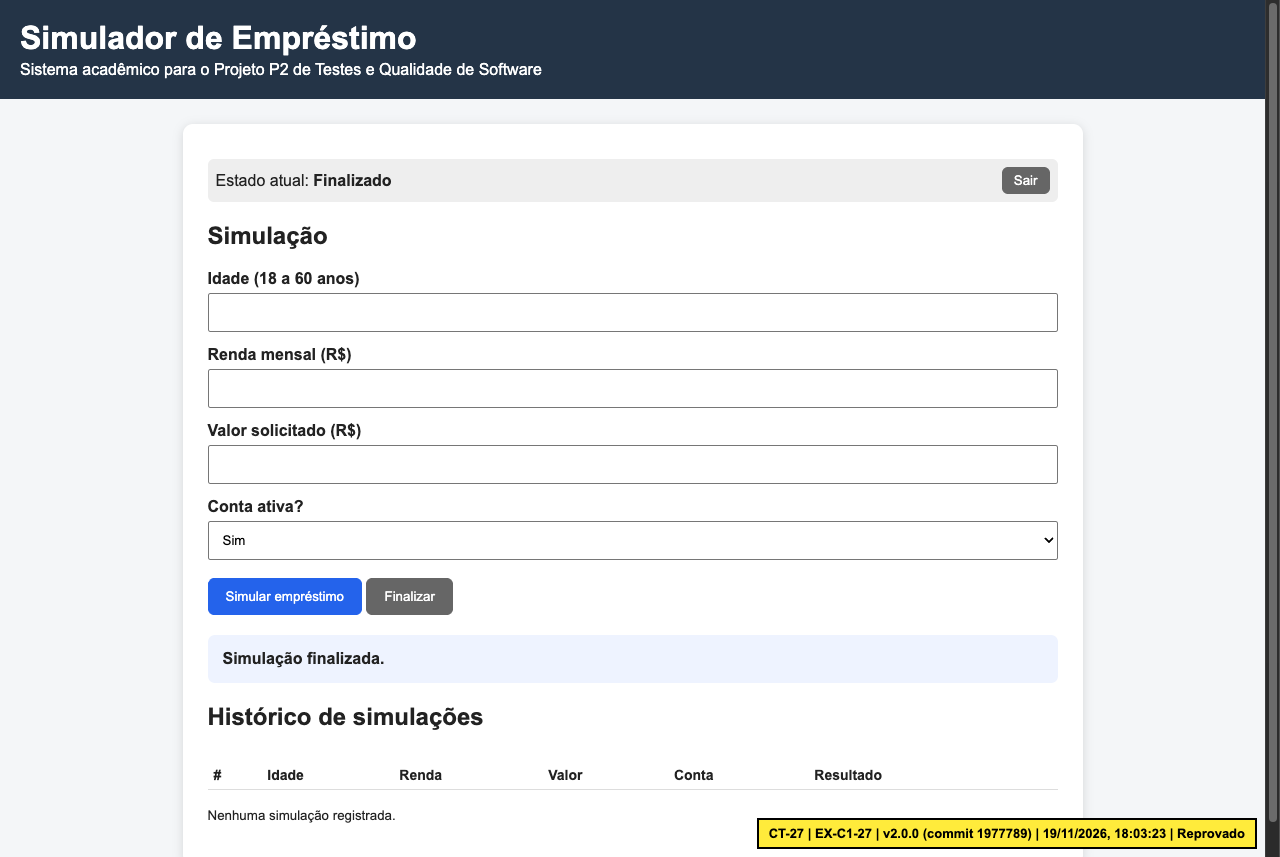 Simulador de Empréstimo
Sistema acadêmico para o Projeto P2 de Testes e Qualidade de Software
Estado atual: Finalizado
Sair
Simulação
Idade (18 a 60 anos)
Renda mensal (R$)
Valor solicitado (R$)
Conta ativa?
Sim
Simular empréstimo Finalizar
Simulação finalizada.
Histórico de simulações
# Idade Renda Valor Conta Resultado
Nenhuma simulação registrada.
CT-27 | EX-C1-27 | v2.0.0 (commit 1977789) | 19/11/2026, 18:03:23 | Reprovado